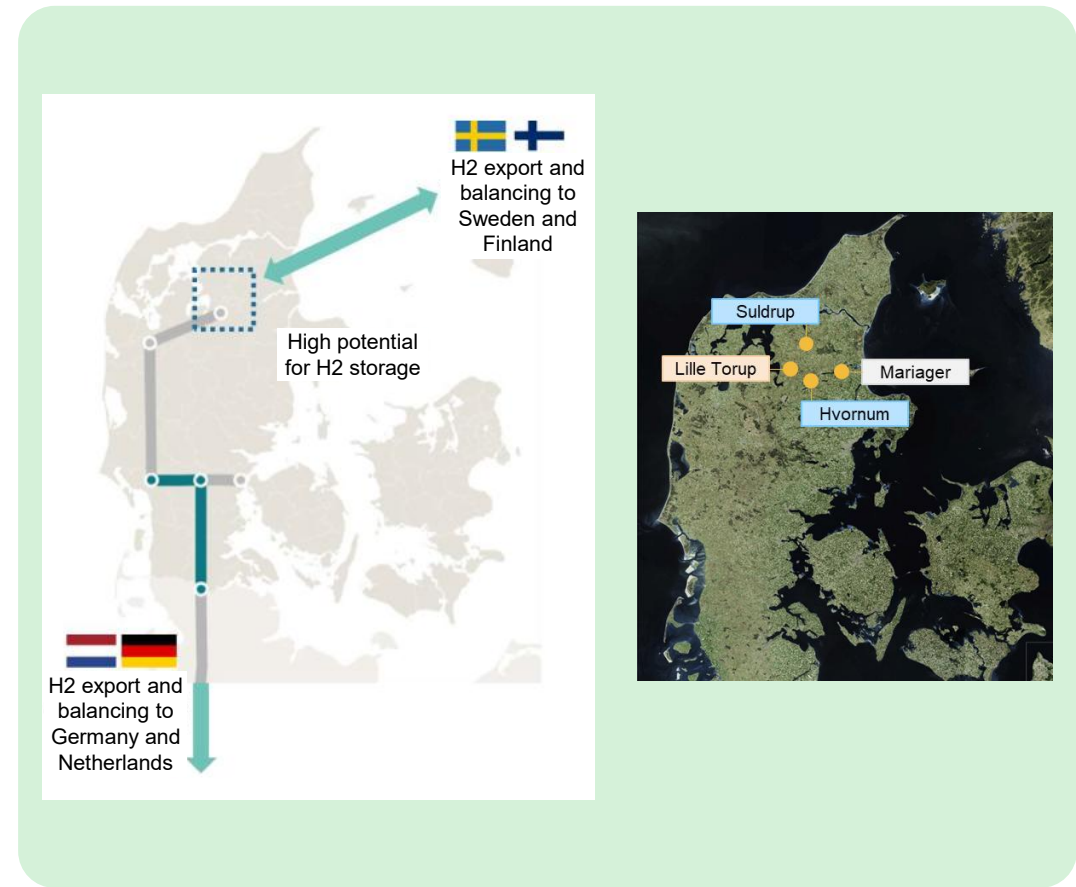 H2 export and
balancing to
Sweden and
Finland
High potential
for H2 storage
H2 export and
balancing to
Germany and
Netherlands
Suldrup
Lille Torup
Mariager
Hvornum